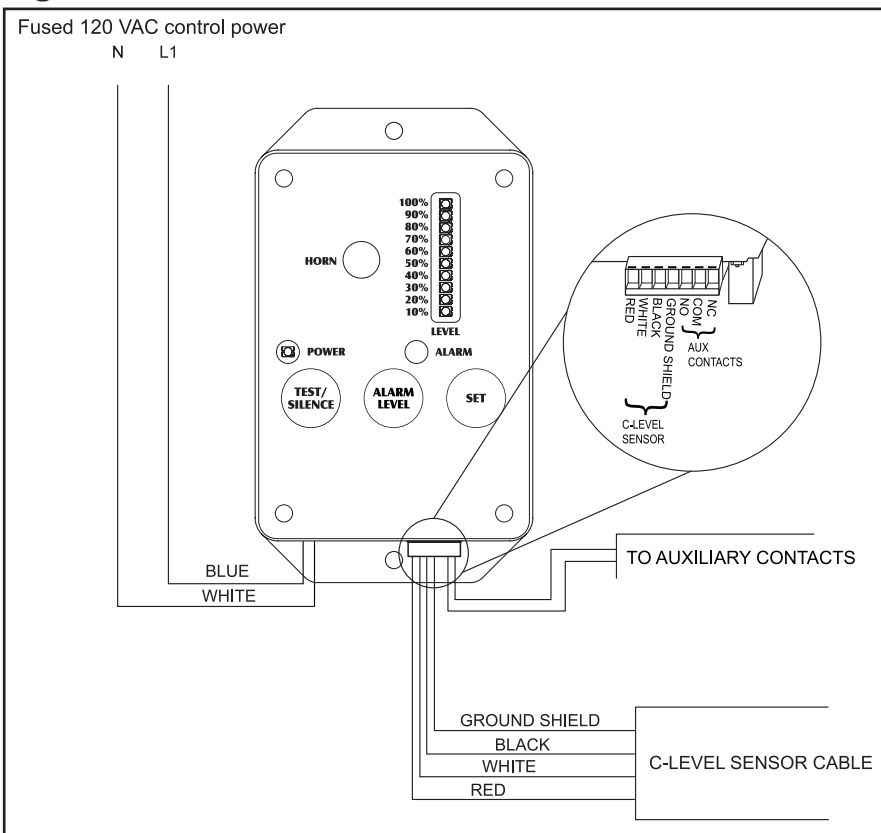 Fused 120 VAC control power
N L1
100%
90%
80%
70%
60%
50%
40%
30%
20%
10%
HORN
LEVEL
POWER
ALARM
TEST/
SILENCE
ALARM
LEVEL
SET
RED
WHITE
BLACK
GROUND SHIELD
NO
COM
NC
AUX
CONTACTS
C-LEVEL
SENSOR
BLUE
WHITE
TO AUXILIARY CONTACTS
GROUND SHIELD
BLACK
WHITE
RED
C-LEVEL SENSOR CABLE